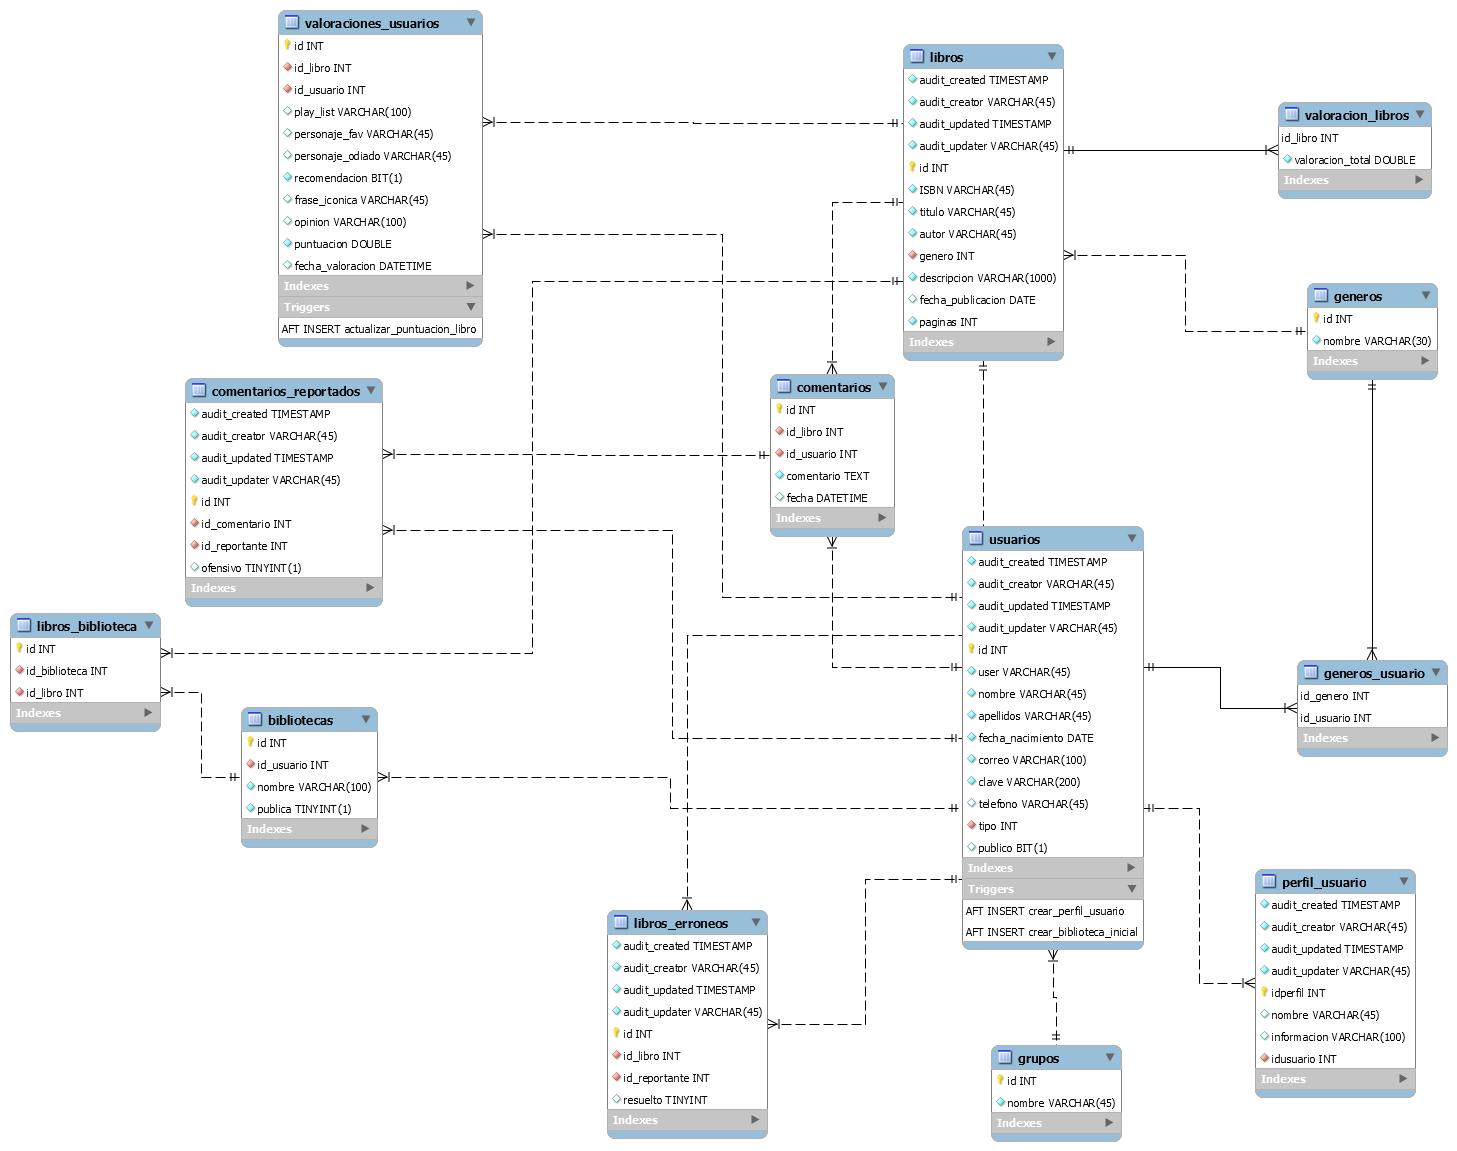 valoraciones_usuarios
id INT
id_libro INT
id_usuario INT
play_list VARCHAR(100)
personaje_fav VARCHAR(45)
personaje_odiado VARCHAR(45)
recomendacion BIT(1)
frase_iconica VARCHAR(45)
opinion VARCHAR(100)
puntuacion DOUBLE
fecha_valoracion DATETIME
Indexes
Triggers
AFT INSERT actualizar_puntuacion_libro
libros
audit_created TIMESTAMP
audit_creator VARCHAR(45)
audit_updated TIMESTAMP
audit_updater VARCHAR(45)
id INT
ISBN VARCHAR(45)
titulo VARCHAR(45)
autor VARCHAR(45)
genero INT
descripcion VARCHAR(1000)
fecha_publicacion DATE
paginas INT
Indexes
valoracion_libros
id_libro INT
valoracion_total DOUBLE
Indexes
generos
id INT
nombre VARCHAR(30)
Indexes
comentarios_reportados
audit_created TIMESTAMP
audit_creator VARCHAR(45)
audit_updated TIMESTAMP
audit_updater VARCHAR(45)
id INT
id_comentario INT
id_reportante INT
ofensivo TINYINT(1)
Indexes
comentarios
id INT
id_libro INT
id_usuario INT
comentario TEXT
fecha DATETIME
Indexes
usuarios
audit_created TIMESTAMP
audit_creator VARCHAR(45)
audit_updated TIMESTAMP
audit_updater VARCHAR(45)
id INT
user VARCHAR(45)
nombre VARCHAR(45)
apellidos VARCHAR(45)
fecha_nacimiento DATE
correo VARCHAR(100)
clave VARCHAR(200)
telefono VARCHAR(45)
tipo INT
publico BIT(1)
Indexes
Triggers
AFT INSERT crear_perfil_usuario
AFT INSERT crear_biblioteca_inicial
libros_biblioteca
id INT
id_biblioteca INT
id_libro INT
Indexes
bibliotecas
id INT
id_usuario INT
nombre VARCHAR(100)
publica TINYINT(1)
Indexes
generos_usuario
id_genero INT
id_usuario INT
Indexes
libros_erroneos
audit_created TIMESTAMP
audit_creator VARCHAR(45)
audit_updated TIMESTAMP
audit_updater VARCHAR(45)
id INT
id_libro INT
id_reportante INT
resuelto TINYINT
Indexes
perfil_usuario
audit_created TIMESTAMP
audit_creator VARCHAR(45)
audit_updated TIMESTAMP
audit_updater VARCHAR(45)
idperfil INT
nombre VARCHAR(45)
informacion VARCHAR(100)
idusuario INT
Indexes
grupos
id INT
nombre VARCHAR(45)
Indexes